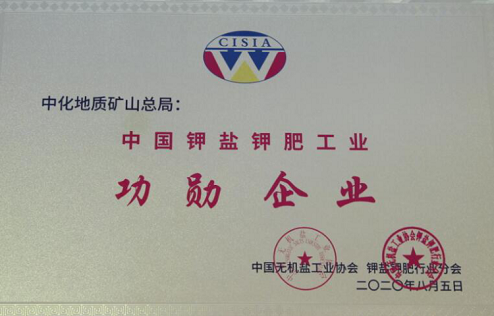 CISIA
中化地质矿山总局：
中国钾盐钾肥工业
功勋企业
中国无机盐工业协会 钾盐钾肥行业分会
二〇二〇年八月五日